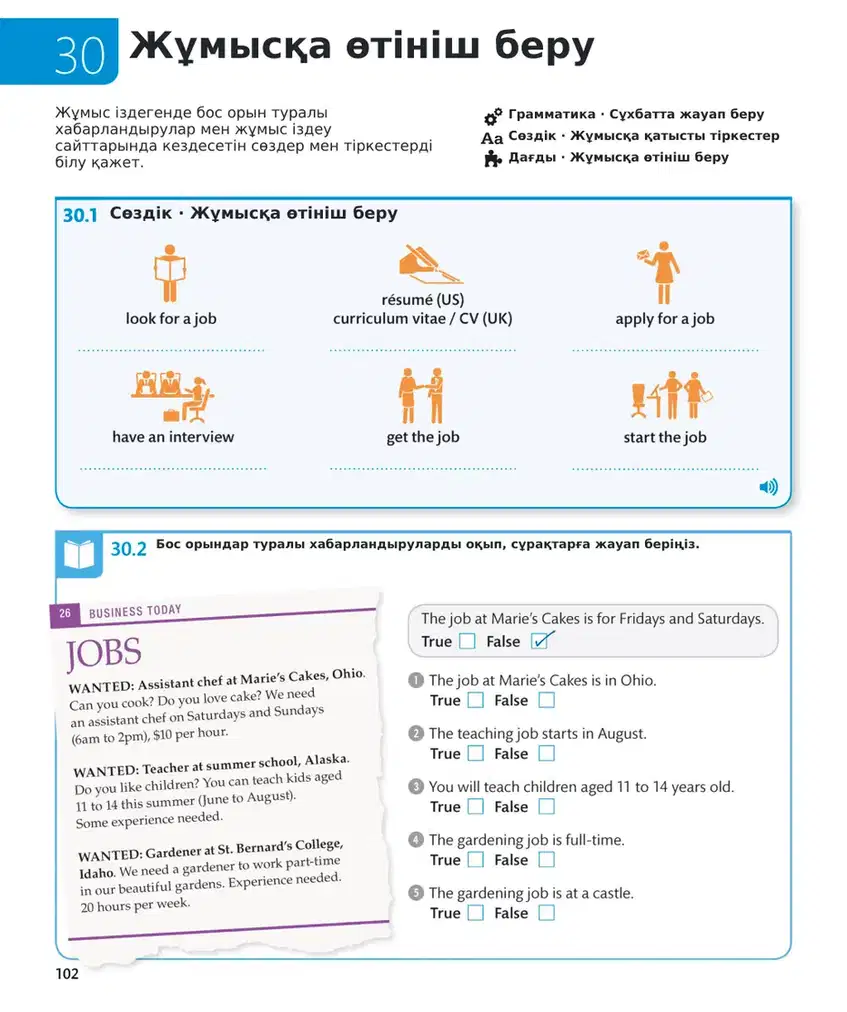 30
Жұмысқа өтініш беру
Жұмыс іздегенде бос орын туралы
хабарландырулар мен жұмыс іздеу
сайттарында кездесетін сөздер мен тіркестерді
білу қажет.
Грамматика · Сұхбатта жауап беру
Aa Сөздік · Жұмысқа қатысты тіркестер
Дағды · Жұмысқа өтініш беру
30.1 Сөздік · Жұмысқа өтініш беру
look for a job
résumé (US)
curriculum vitae / CV (UK)
apply for a job
have an interview
get the job
start the job
30.2 Бос орындар туралы хабарландыруларды оқып, сұрақтарға жауап беріңіз.
26 BUSINESS TODAY
JOBS
WANTED: Assistant chef at Marie’s Cakes, Ohio.
Can you cook? Do you love cake? We need
an assistant chef on Saturdays and Sundays
(6am to 2pm), $10 per hour.
WANTED: Teacher at summer school, Alaska.
Do you like children? You can teach kids aged
11 to 14 this summer (June to August).
Some experience needed.
WANTED: Gardener at St. Bernard’s College,
Idaho. We need a gardener to work part-time
in our beautiful gardens. Experience needed.
20 hours per week.
The job at Marie’s Cakes is for Fridays and Saturdays.
True False
1 The job at Marie’s Cakes is in Ohio.
True False
2 The teaching job starts in August.
True False
3 You will teach children aged 11 to 14 years old.
True False
4 The gardening job is full-time.
True False
5 The gardening job is at a castle.
True False
102